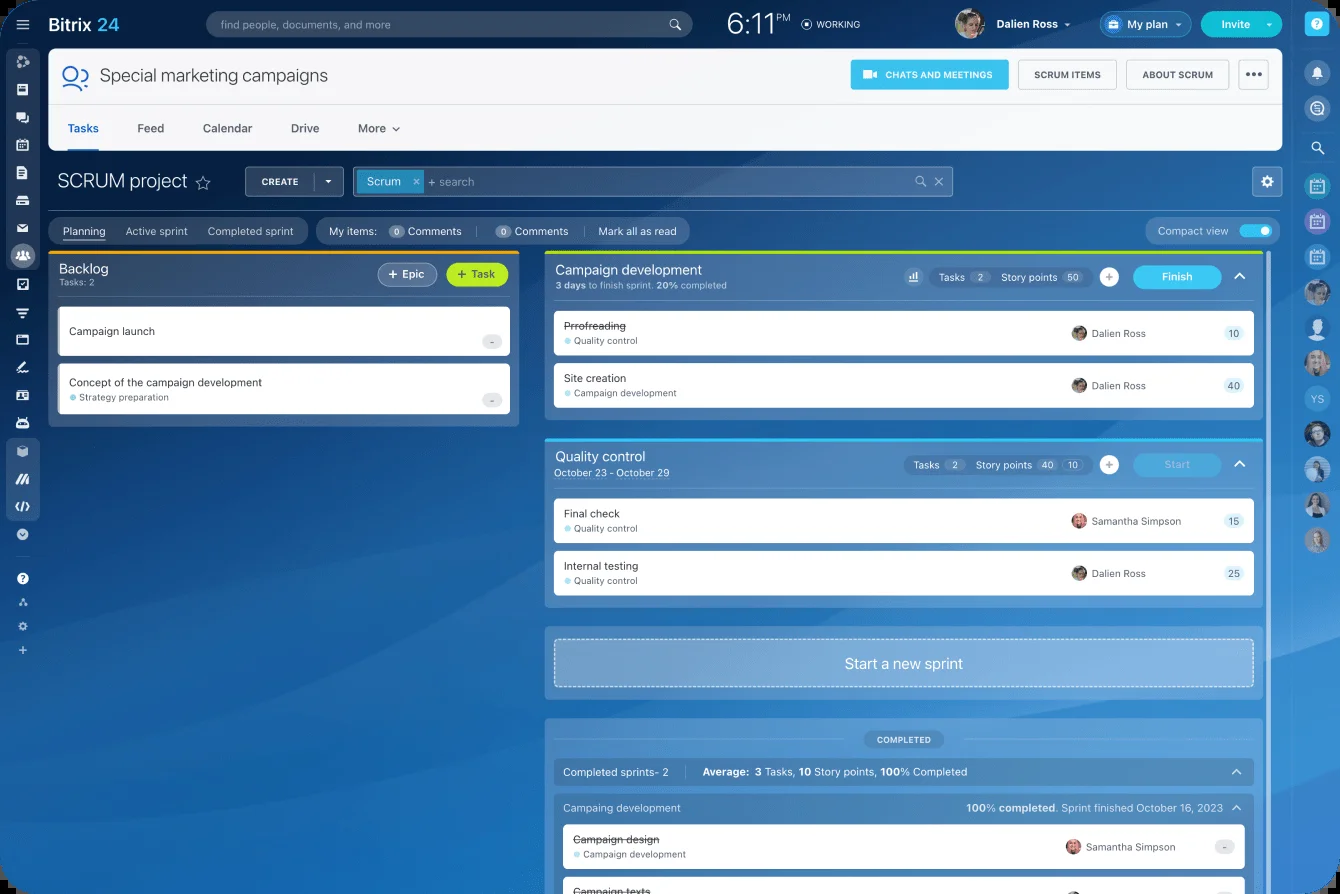 Bitrix 24
find people, documents, and more
6:11 PM
WORKING
Dalien Ross
My plan
Invite
Special marketing campaigns
CHATS AND MEETINGS
SCRUM ITEMS
ABOUT SCRUM
Tasks
Feed
Calendar
Drive
More
SCRUM project
CREATE
Scrum ×
+ search
Planning
Active sprint
Completed sprint
My items:
0 Comments
0 Comments
Mark all as read
Compact view
Backlog
Tasks: 2
+ Epic
+ Task
Campaign launch
-
Concept of the campaign development
Strategy preparation
-
Campaign development
3 days to finish sprint. 20% completed
Tasks 2
Story points 50
+
Finish
Prrofreading
Quality control
Dalien Ross
10
Site creation
Campaign development
Dalien Ross
40
Quality control
October 23 - October 29
Tasks 2
Story points 40 10
+
Start
Final check
Quality control
Samantha Simpson
15
Internal testing
Quality control
Dalien Ross
25
Start a new sprint
COMPLETED
Completed sprints- 2
Average: 3 Tasks, 10 Story points, 100% Completed
Campaing development
100% completed. Sprint finished October 16, 2023
Campaign design
Campaign development
Samantha Simpson
-
Campaign texts
YS